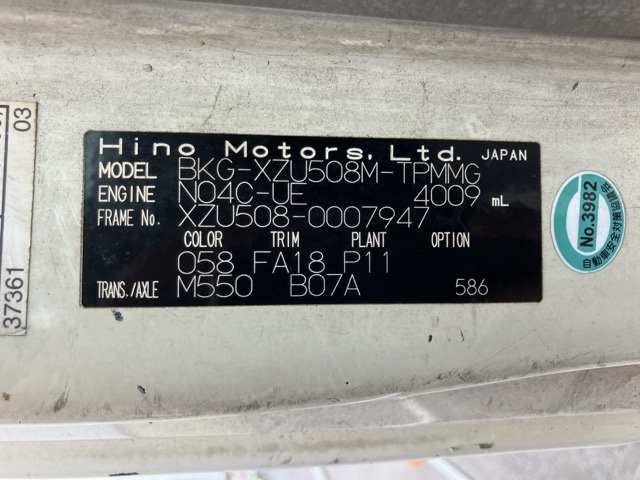 Hino Motors, Ltd. JAPAN
MODEL BKG-XZU508M-TPMMG
ENGINE N04C-UE 4009 mL
FRAME No. XZU508-0007947
COLOR TRIM PLANT OPTION
058 FA18 P11
TRANS./AXLE M550 B07A 586
No.3982
03
37361